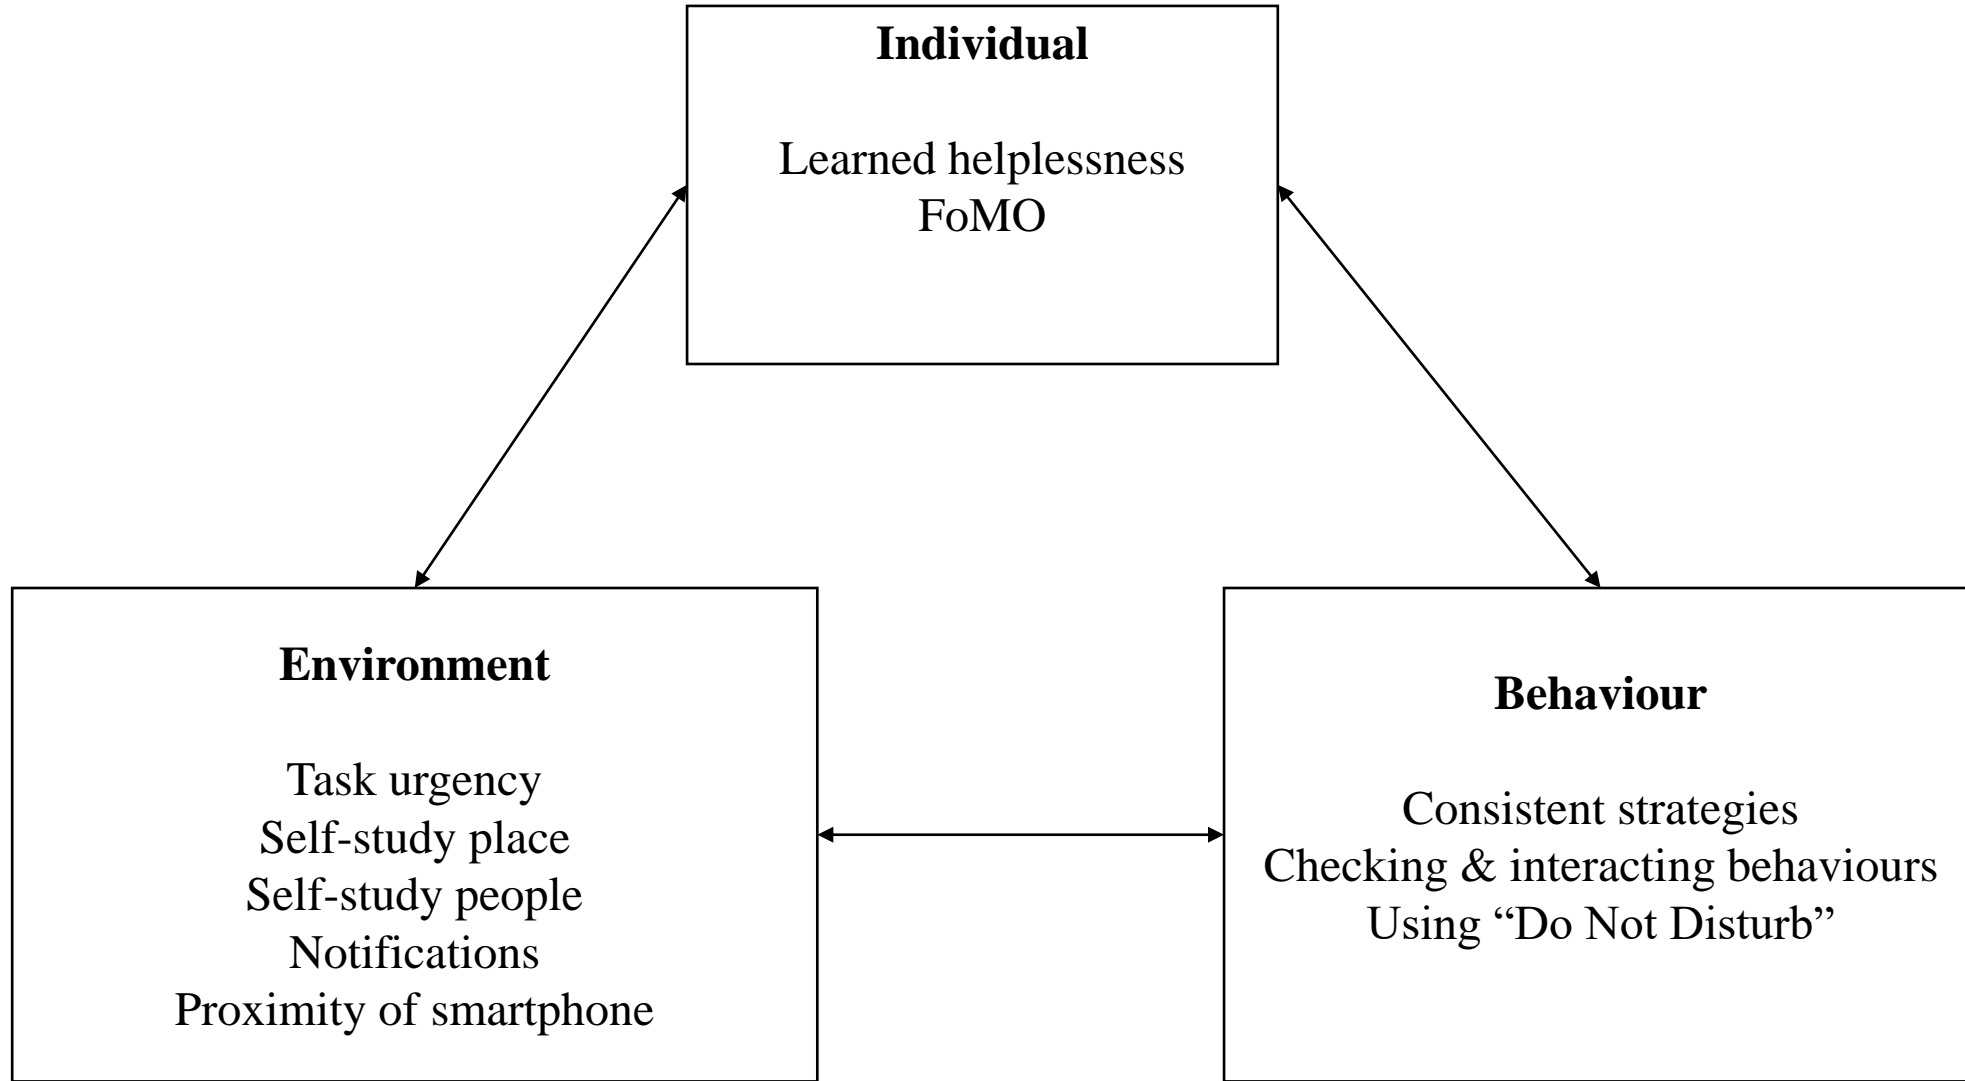 Individual
Learned helplessness
FoMO
Environment
Task urgency
Self-study place
Self-study people
Notifications
Proximity of smartphone
Behaviour
Consistent strategies
Checking & interacting behaviours
Using “Do Not Disturb”